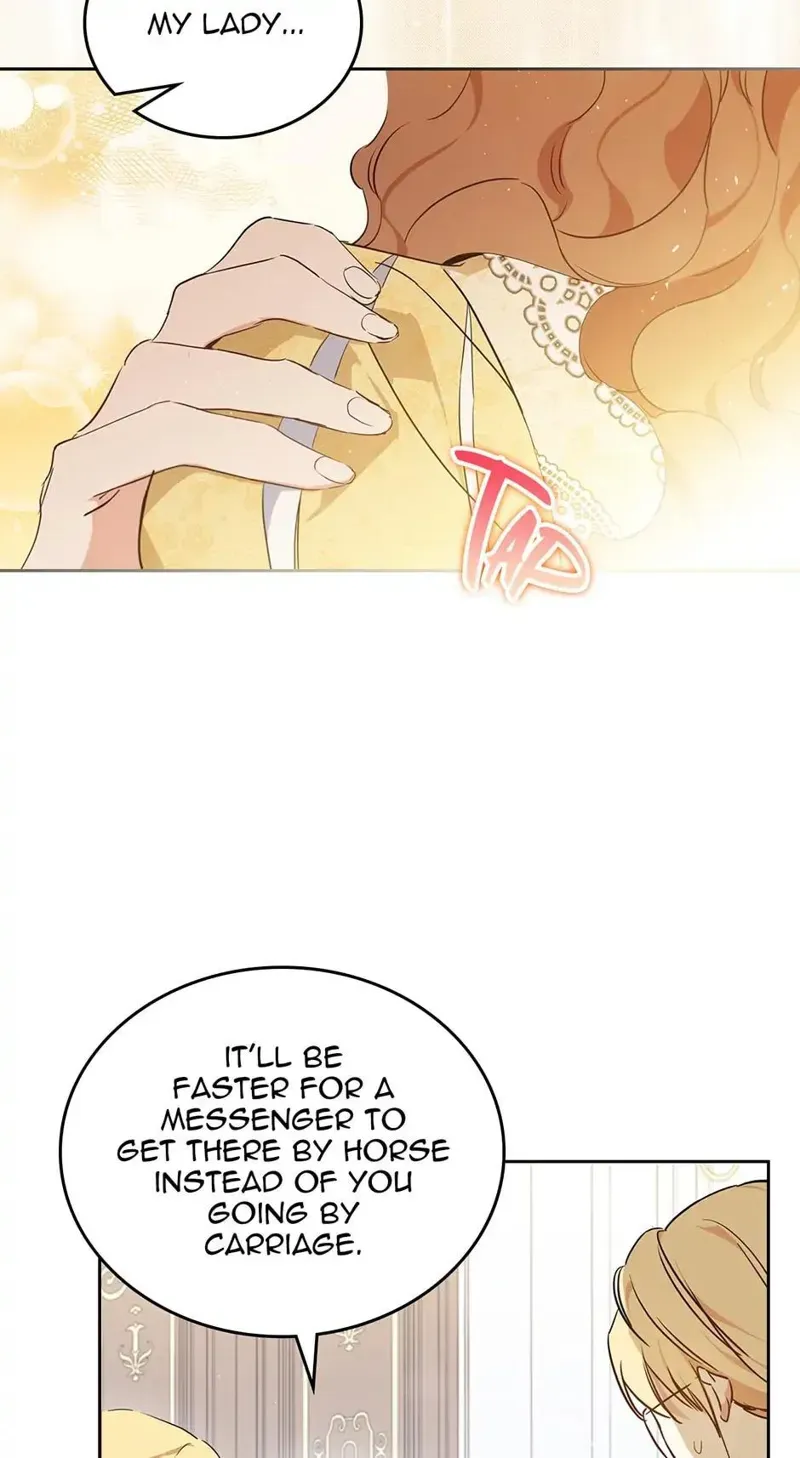 MY LADY...
TAP
IT'LL BE
FASTER FOR A
MESSENGER TO
GET THERE BY HORSE
INSTEAD OF YOU
GOING BY
CARRIAGE.